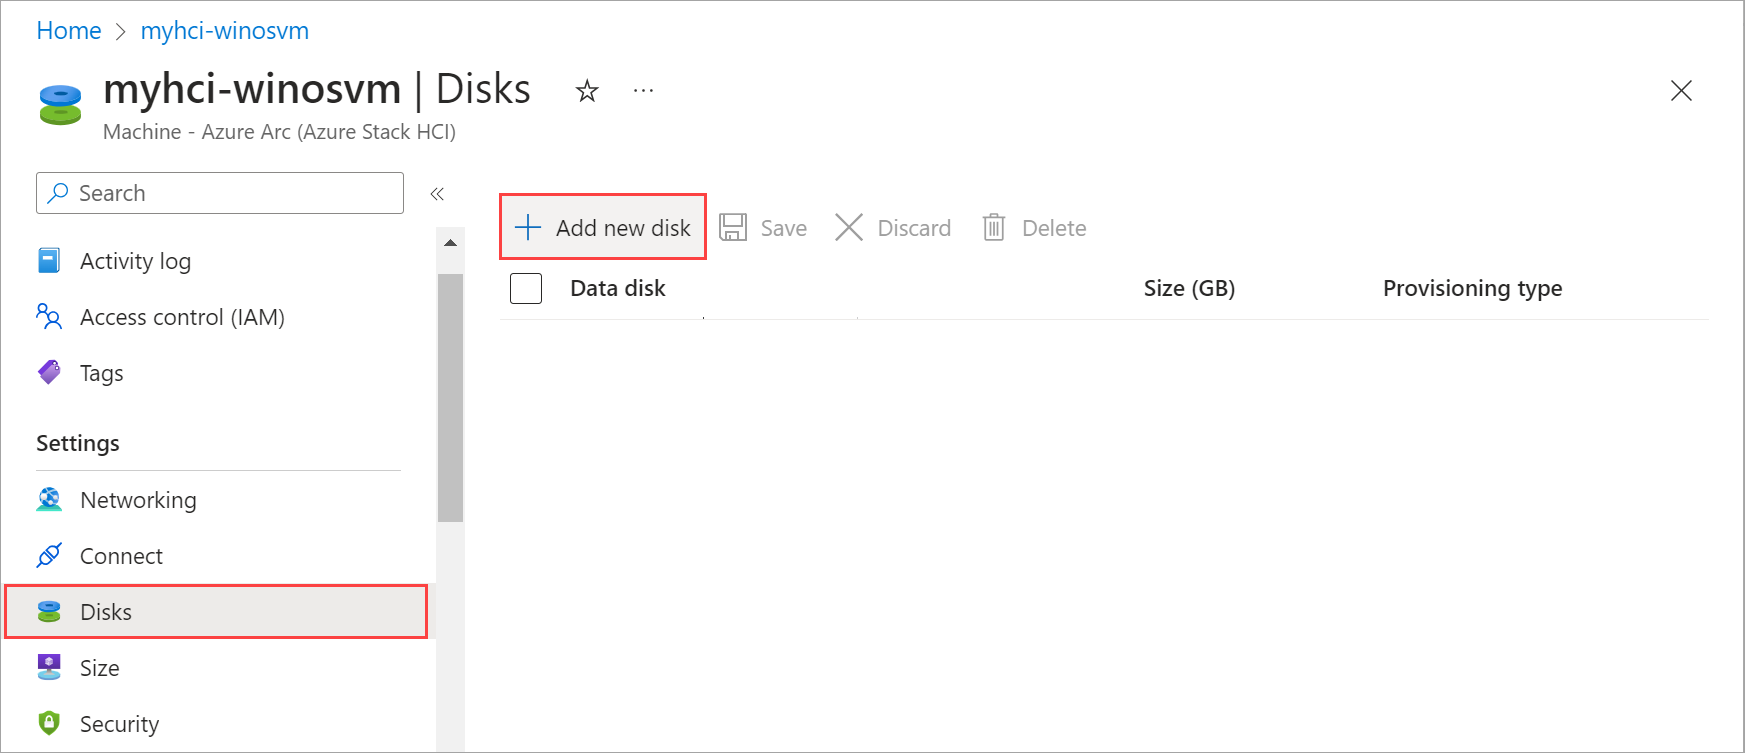 Home > myhci-winosvm
myhci-winosvm | Disks ☆ ...
Machine - Azure Arc (Azure Stack HCI)
Search «
Activity log
Access control (IAM)
Tags
Settings
Networking
Connect
Disks
Size
Security
Add new disk Save Discard Delete
Data disk Size (GB) Provisioning type